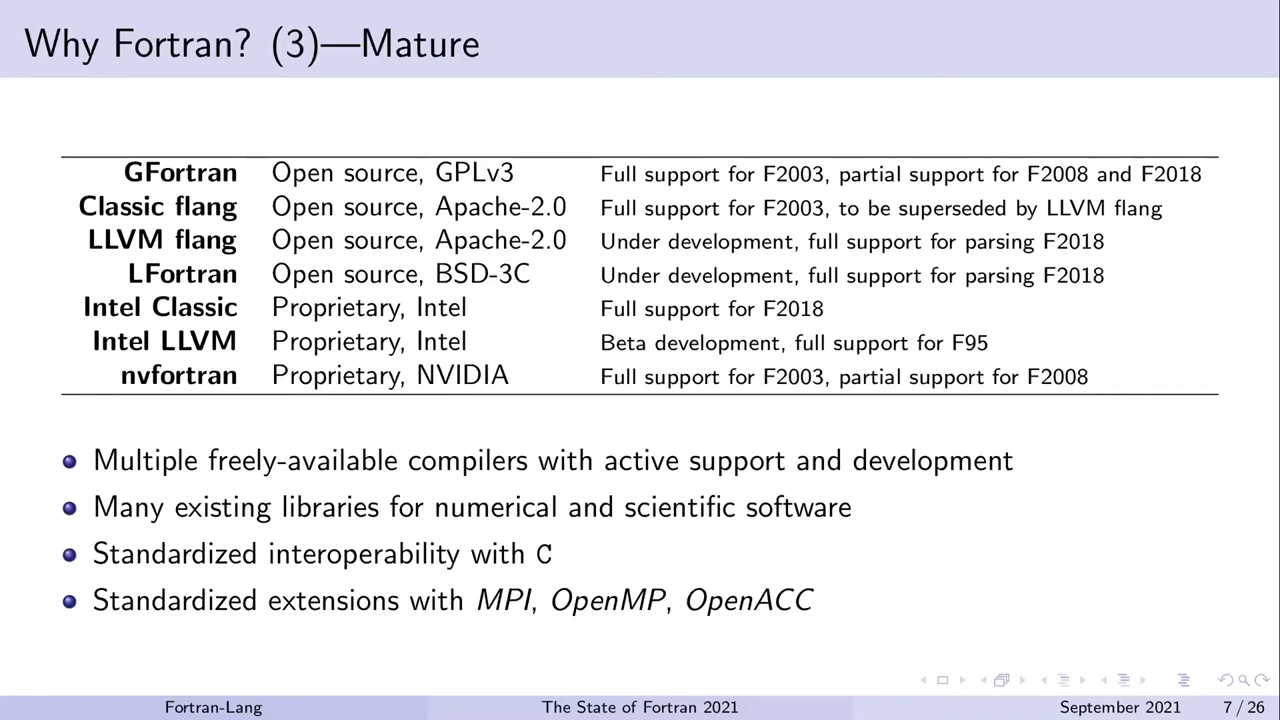 Why Fortran? (3)—Mature
GFortran Open source, GPLv3 Full support for F2003, partial support for F2008 and F2018
Classic flang Open source, Apache-2.0 Full support for F2003, to be superseded by LLVM flang
LLVM flang Open source, Apache-2.0 Under development, full support for parsing F2018
LFortran Open source, BSD-3C Under development, full support for parsing F2018
Intel Classic Proprietary, Intel Full support for F2018
Intel LLVM Proprietary, Intel Beta development, full support for F95
nvfortran Proprietary, NVIDIA Full support for F2003, partial support for F2008
Multiple freely-available compilers with active support and development
Many existing libraries for numerical and scientific software
Standardized interoperability with C
Standardized extensions with MPI, OpenMP, OpenACC
Fortran-Lang The State of Fortran 2021 September 2021 7 / 26